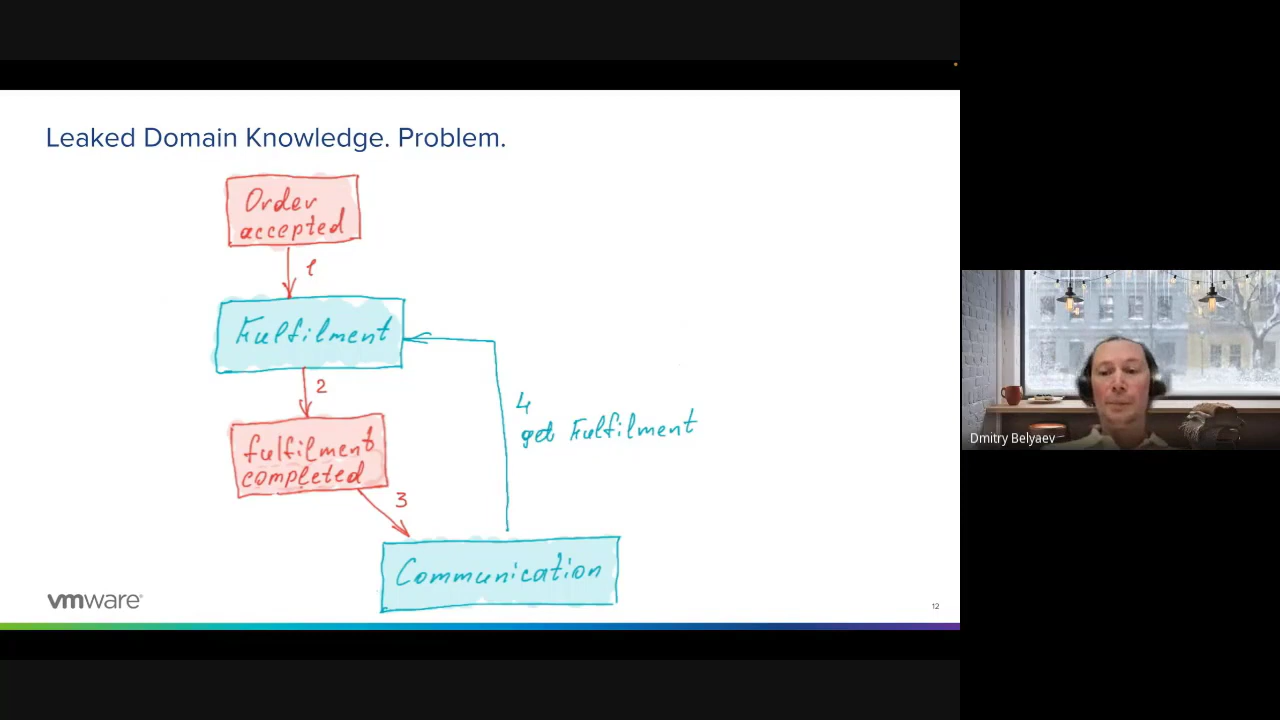 Leaked Domain Knowledge. Problem.
Order
accepted
1
Fulfilment
2
fulfilment
completed
3
4
get Fulfilment
Communication
vmware®
12
Dmitry Belyaev